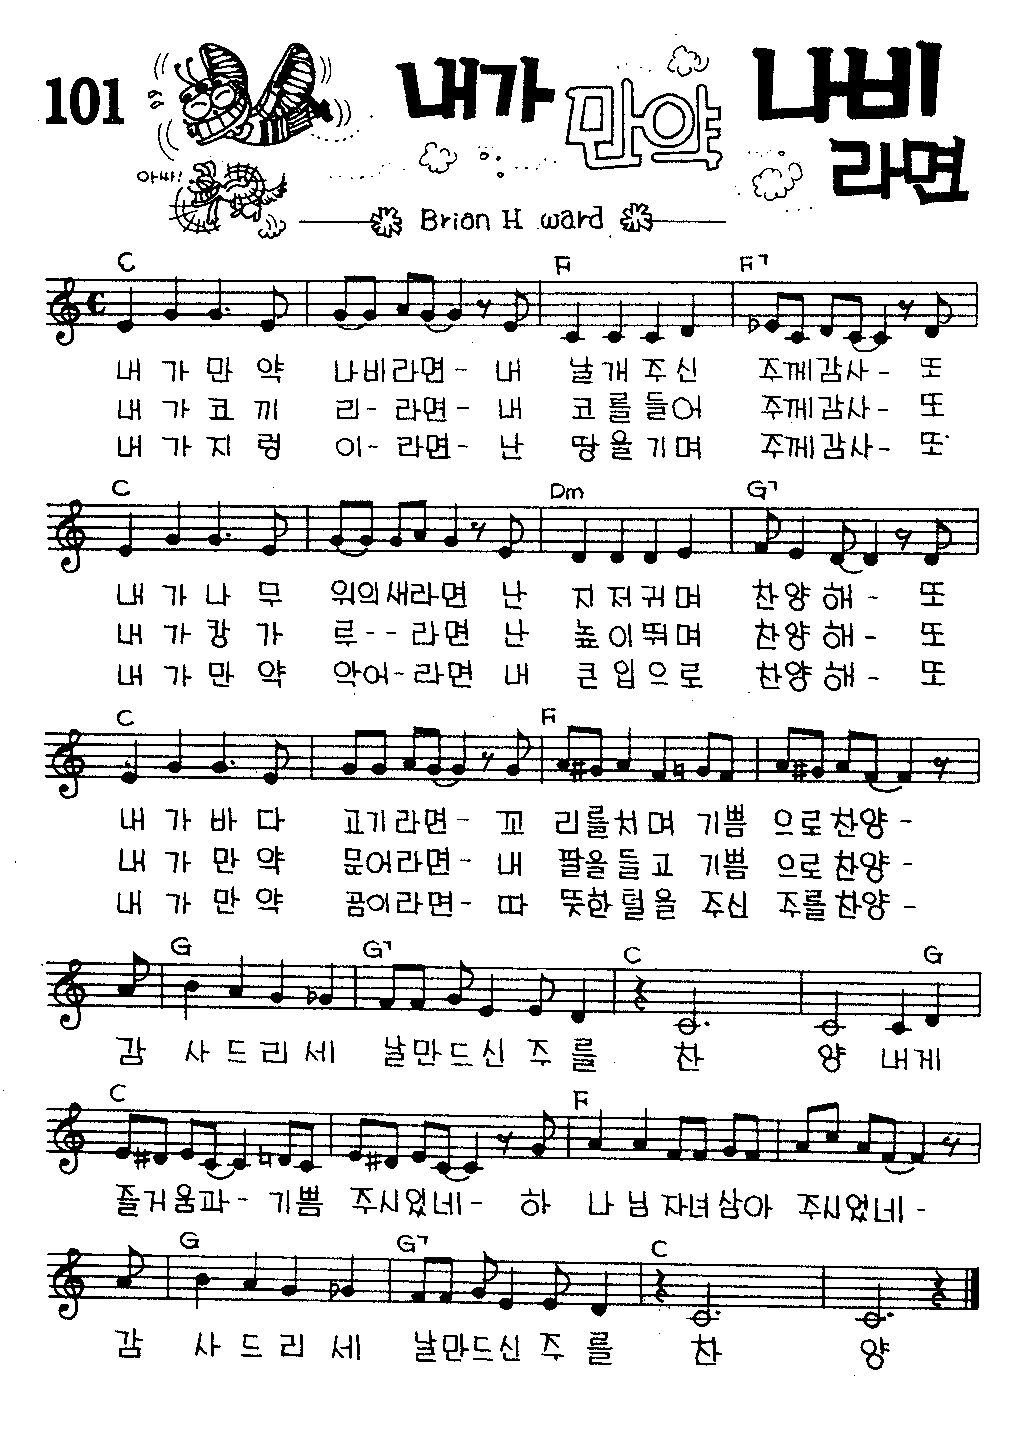 101
내가 만약 나비
라면
아빠!
Brian H ward
C F F7
내 가 만 약 나비라면- 내 날개주신 주께감사- 또
내 가 코 끼 리- 라면- 내 코를들어 주께감사- 또
내 가 지 렁 이- 라면- 난 땅을기며 주께감사- 또
C Dm G7
내 가 나 무 위의새라면 난 지저귀며 찬양해- 또
내 가 캉 가 루-- 라면 난 높이뛰며 찬양해- 또
내 가 만 약 악어-라면 내 큰입으로 찬양해- 또
C F
내 가 바 다 고기라면- 꼬 리를쳐며 기쁨 으로찬양-
내 가 만 약 문어라면- 내 팔을들고 기쁨 으로찬양-
내 가 만 약 곰이라면- 따 뜻한털을 주신 주를찬양-
G G7 C G
감 사드리세 날만드신주를 찬 양 내게
C F
즐거움과- 기쁨 주시었네- 하 나님자녀삼아 주시었네-
G G7 C
감 사드리세 날만드신주를 찬 양